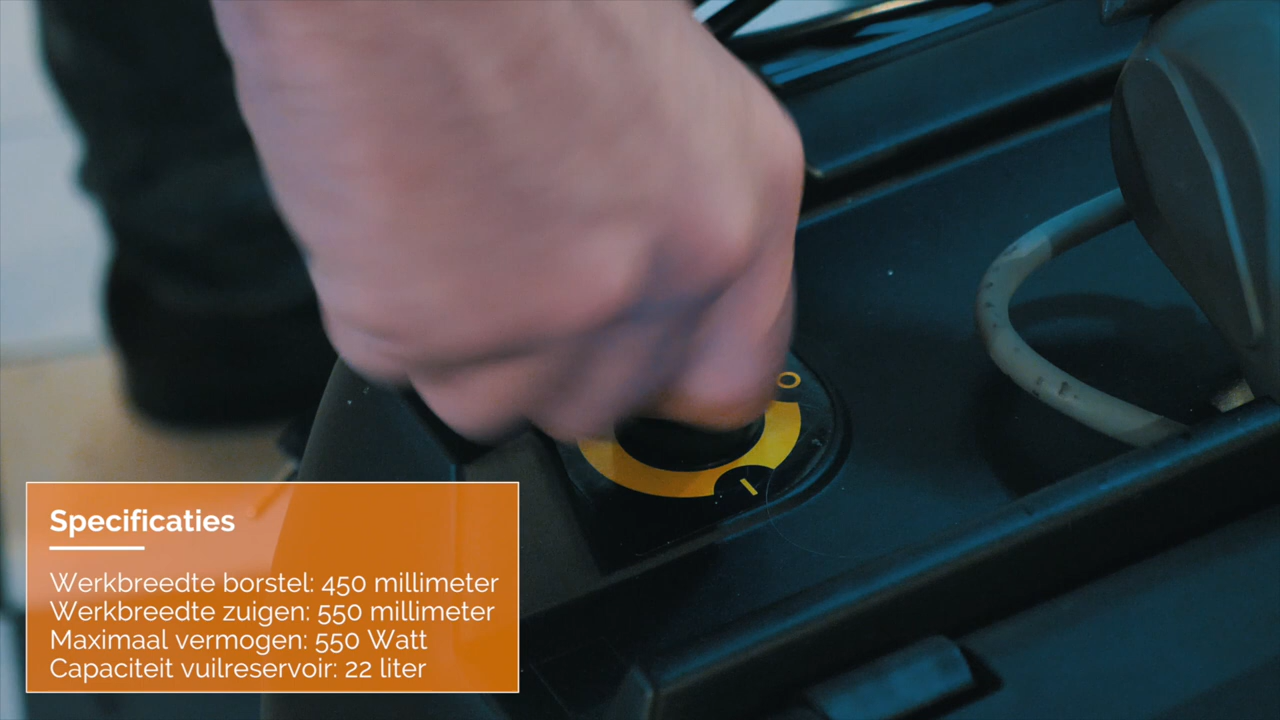 Specificaties
Werkbreedte borstel: 450 millimeter
Werkbreedte zuigen: 550 millimeter
Maximaal vermogen: 550 Watt
Capaciteit vuilreservoir: 22 liter